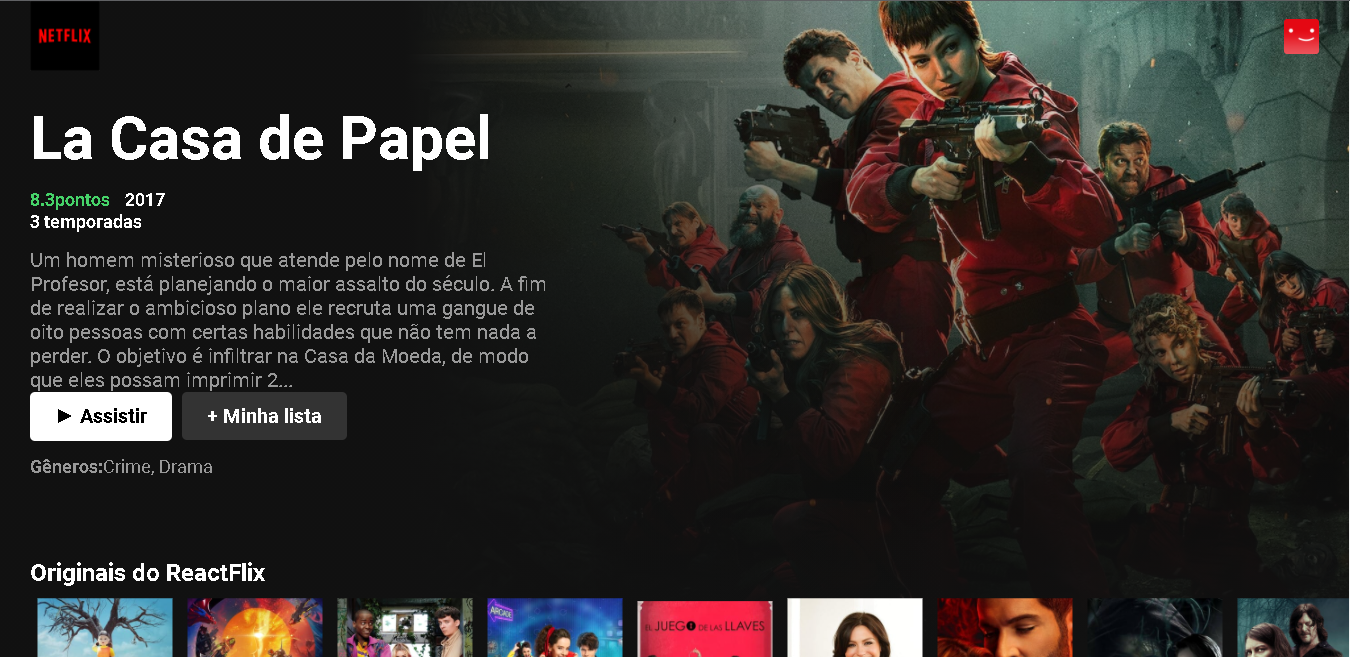 NETFLIX
La Casa de Papel
8.3pontos 2017
3 temporadas
Um homem misterioso que atende pelo nome de El
Profesor, está planejando o maior assalto do século. A fim
de realizar o ambicioso plano ele recruta uma gangue de
oito pessoas com certas habilidades que não tem nada a
perder. O objetivo é infiltrar na Casa da Moeda, de modo
que eles possam imprimir 2...
► Assistir
+ Minha lista
Gêneros:Crime, Drama
Originais do ReactFlix
ARCADE
EL JUEGO DE LAS LLAVES